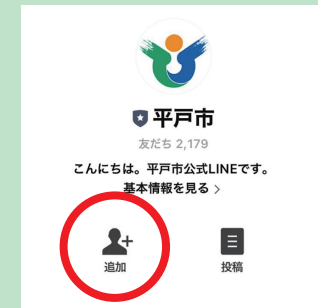 平戸市
友だち 2,179
こんにちは。平戸市公式LINEです。
基本情報を見る >
追加
投稿